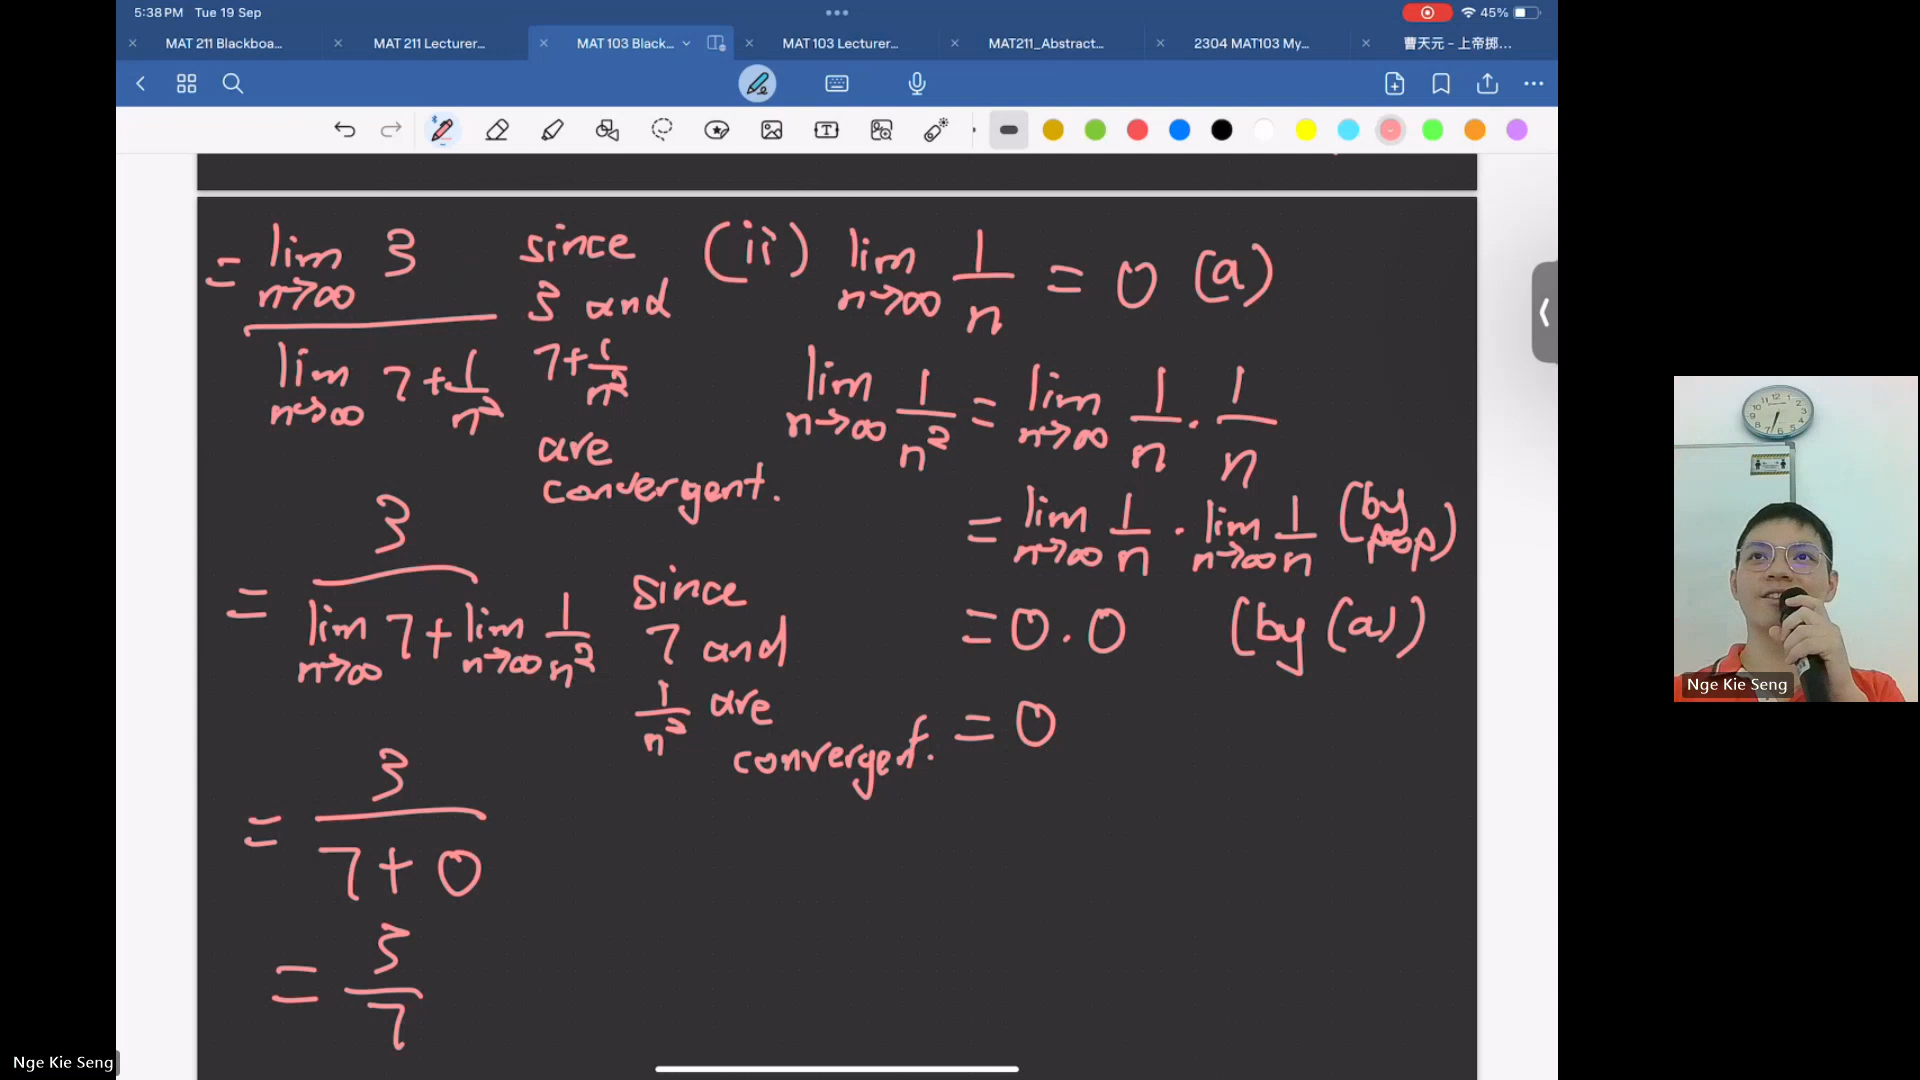 5:38 PM Tue 19 Sep
45%
MAT 211 Blackboa...
MAT 211 Lecturer...
MAT 103 Black...
MAT 103 Lecturer...
MAT211_Abstract...
2304 MAT103 My...
曹天元 - 上帝掷...
= lim n→∞ 3 / lim n→∞ 7 + 1/n²
since
3 and
7 + 1/n²
are
convergent.
= 3 / lim n→∞ 7 + lim n→∞ 1/n²
since
7 and
1/n² are
convergent.
= 3 / 7 + 0
= 3/7
(ii) lim n→∞ 1/n = 0 (a)
lim n→∞ 1/n² = lim n→∞ 1/n · 1/n
= lim n→∞ 1/n · lim n→∞ 1/n (by pop)
= 0 . 0 (by (a))
= 0
Nge Kie Seng
Nge Kie Seng